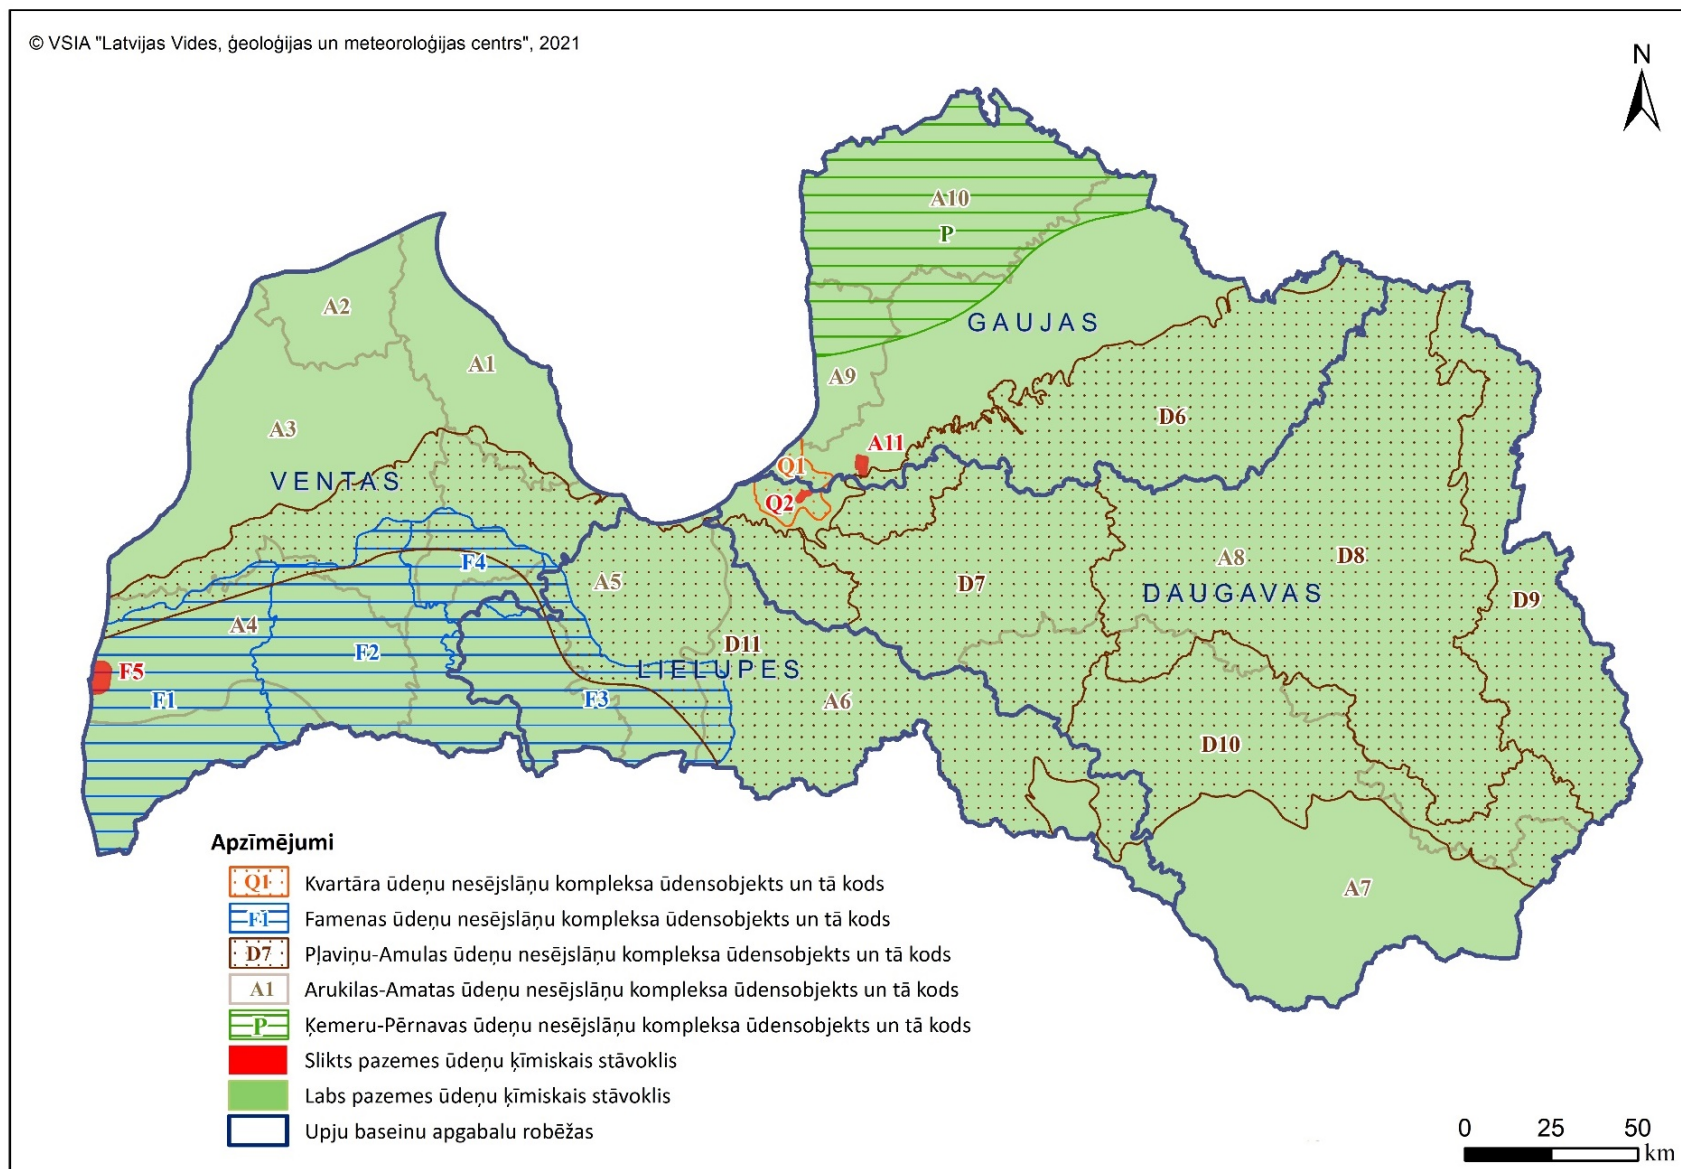 © VSIA "Latvijas Vides, ģeoloģijas un meteoroloģijas centrs", 2021
N
A10
P
A2
GAUJAS
A1
A9
D6
A3
A11
Q1
VENTAS
Q2
F4
A8
D8
A5
D7
DAUGAVAS
D9
A4
F2
D11
LIELUPES
F5
F1
F3
A6
D10
A7
Apzīmējumi
Q1 Kvartāra ūdeņu nesējslāņu kompleksa ūdensobjekts un tā kods
F1 Famenas ūdeņu nesējslāņu kompleksa ūdensobjekts un tā kods
D7 Pļaviņu-Amulas ūdeņu nesējslāņu kompleksa ūdensobjekts un tā kods
A1 Arukilas-Amatas ūdeņu nesējslāņu kompleksa ūdensobjekts un tā kods
P Ķemeru-Pērnavas ūdeņu nesējslāņu kompleksa ūdensobjekts un tā kods
Slikts pazemes ūdeņu ķīmiskais stāvoklis
Labs pazemes ūdeņu ķīmiskais stāvoklis
Upju baseinu apgabalu robežas
0 25 50
km